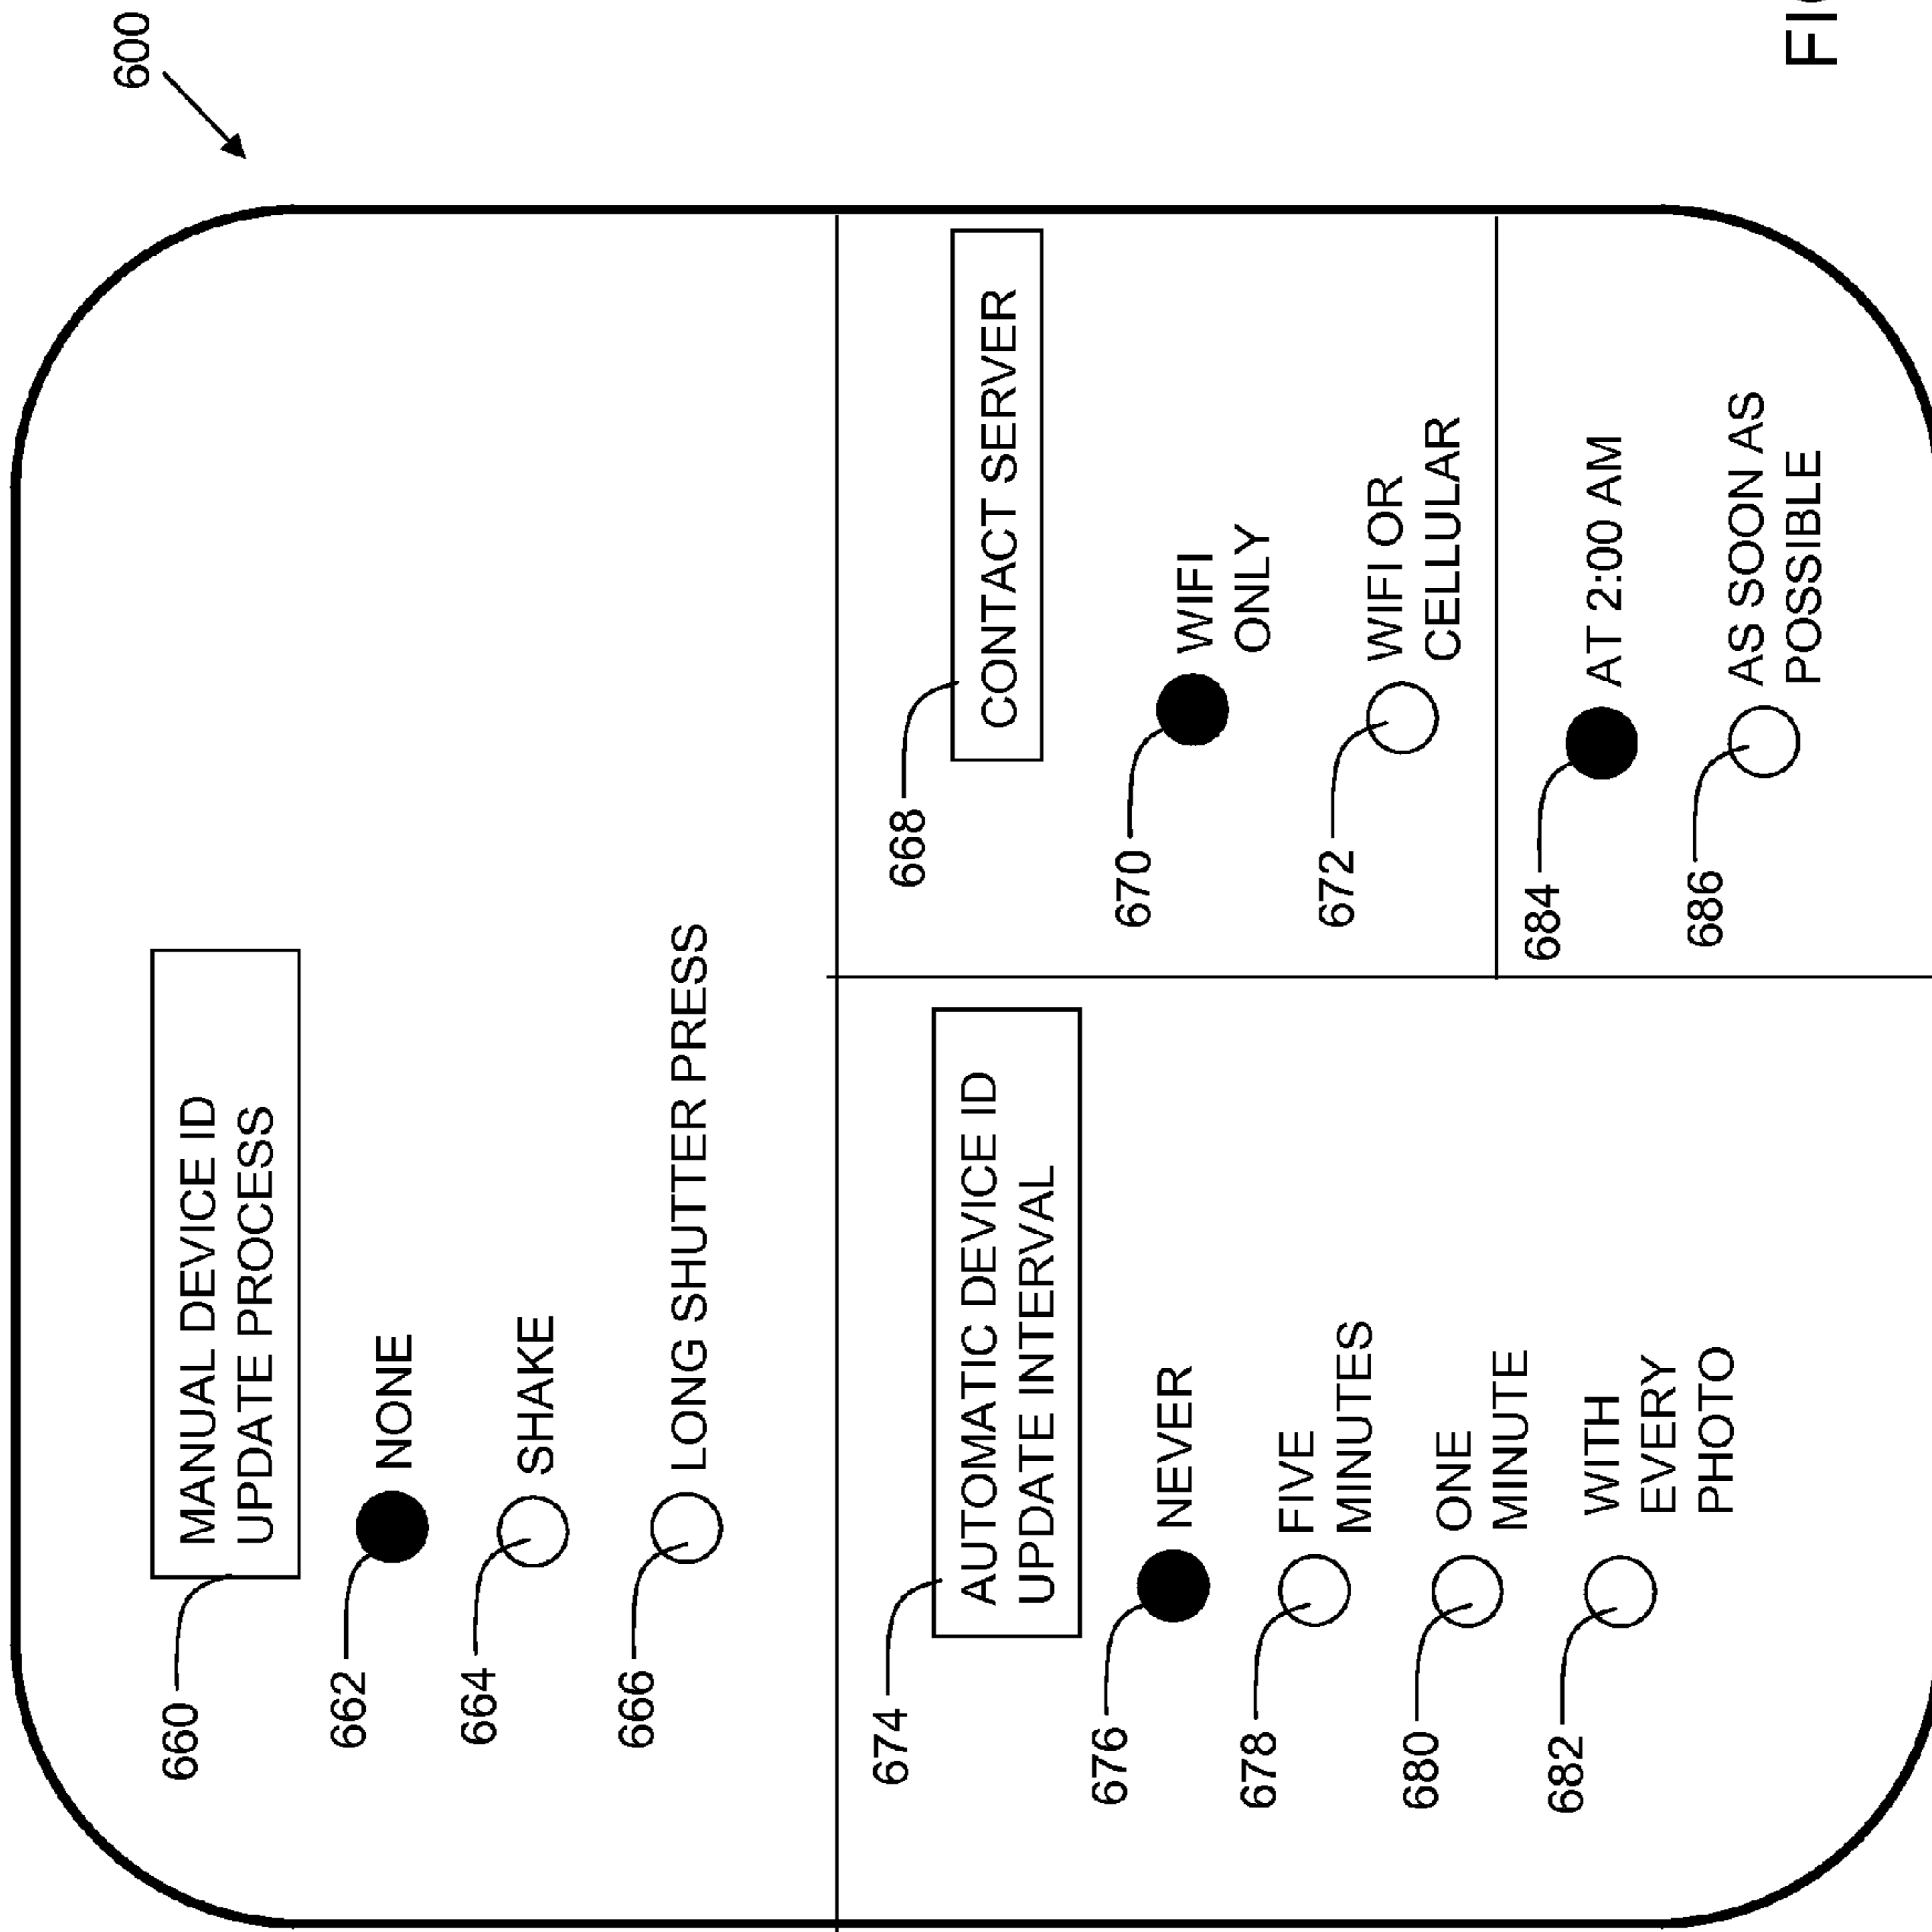 600
660
MANUAL DEVICE ID
UPDATE PROCESS
662
NONE
664
SHAKE
666
LONG SHUTTER PRESS
674
AUTOMATIC DEVICE ID
UPDATE INTERVAL
676
NEVER
678
FIVE
MINUTES
680
ONE
MINUTE
682
WITH
EVERY
PHOTO
668
CONTACT SERVER
670
WIFI
ONLY
672
WIFI OR
CELLULAR
684
AT 2:00 AM
686
AS SOON AS
POSSIBLE